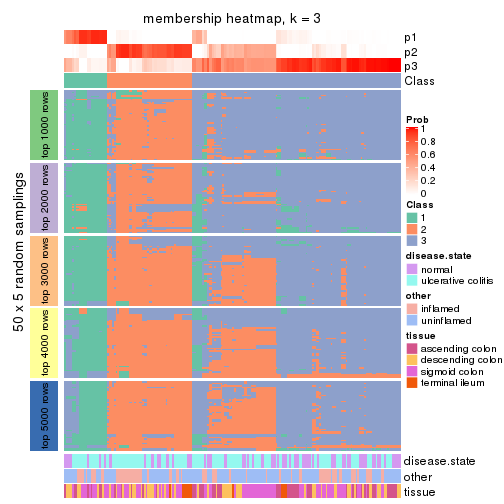 membership heatmap, k = 3
p1
p2
p3
Class
50 x 5 random samplings
top 1000 rows
top 2000 rows
top 3000 rows
top 4000 rows
top 5000 rows
disease.state
other
tissue
Prob
1
0.8
0.6
0.4
0.2
0
Class
1
2
3
disease.state
normal
ulcerative colitis
other
inflamed
uninflamed
tissue
ascending colon
descending colon
sigmoid colon
terminal ileum